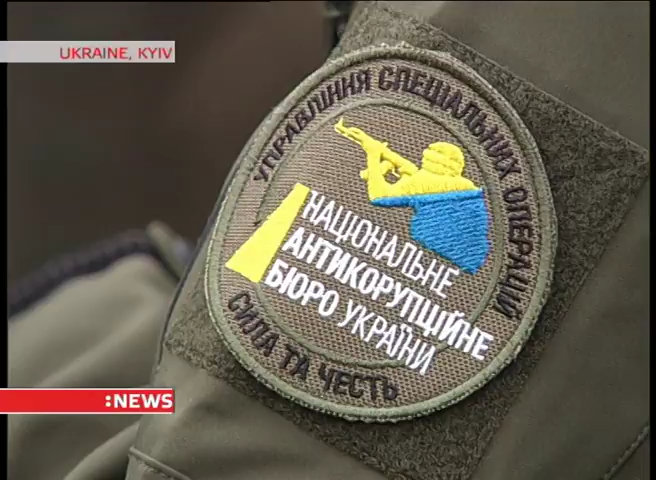 UKRAINE, KYIV
УПРАВЛІННЯ СПЕЦІАЛЬНИХ ОПЕРАЦІЙ
НАЦІОНАЛЬНЕ
АНТИКОРУПЦІЙНЕ
БЮРО УКРАЇНИ
СИЛА ТА ЧЕСТЬ
:NEWS